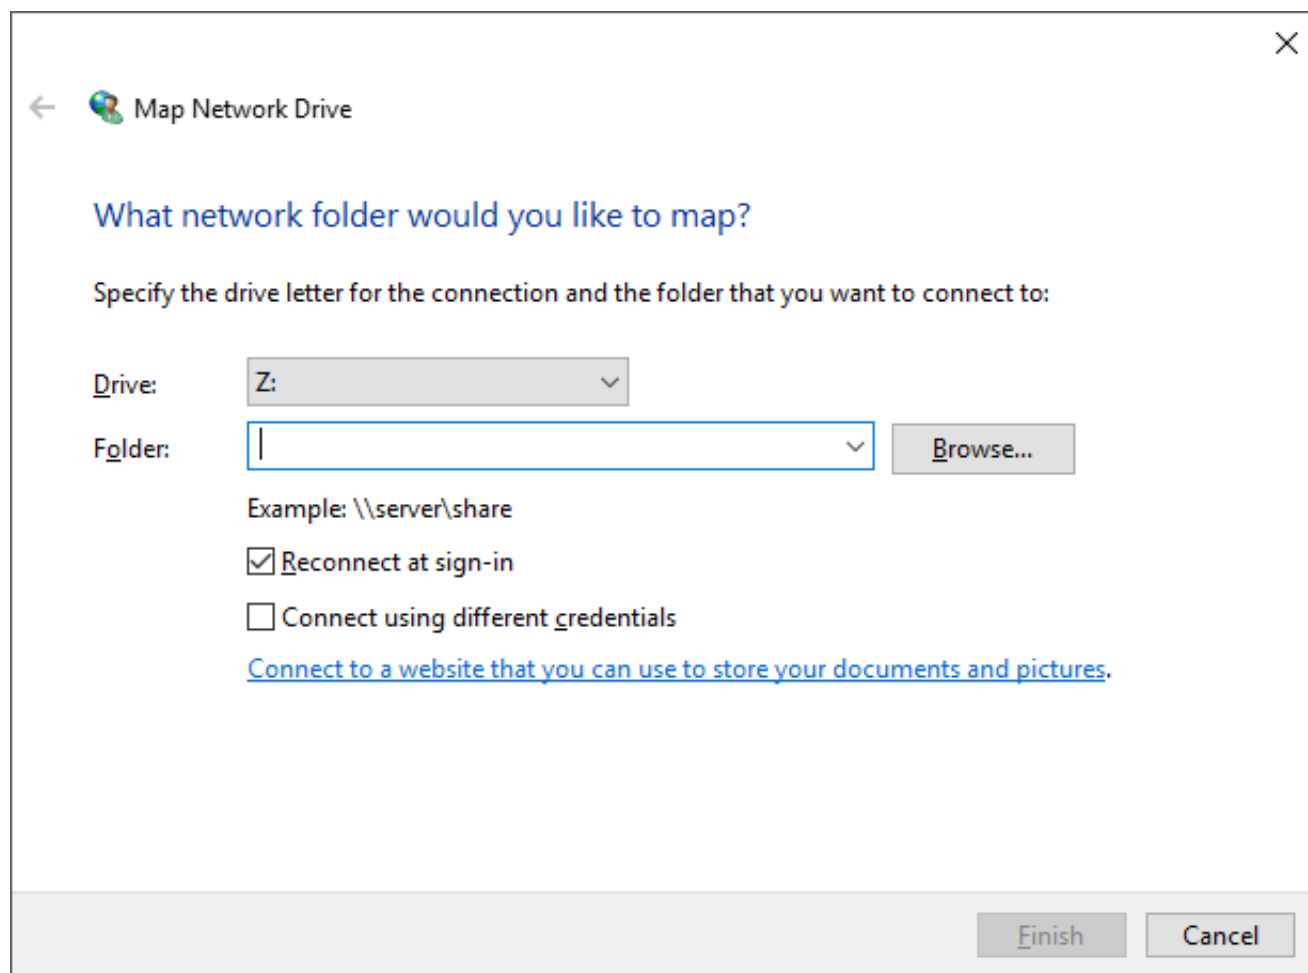 Map Network Drive
What network folder would you like to map?
Specify the drive letter for the connection and the folder that you want to connect to:
Drive: Z:
Folder: Browse...
Example: \\server\share
Reconnect at sign-in
Connect using different credentials
Connect to a website that you can use to store your documents and pictures.
Finish Cancel